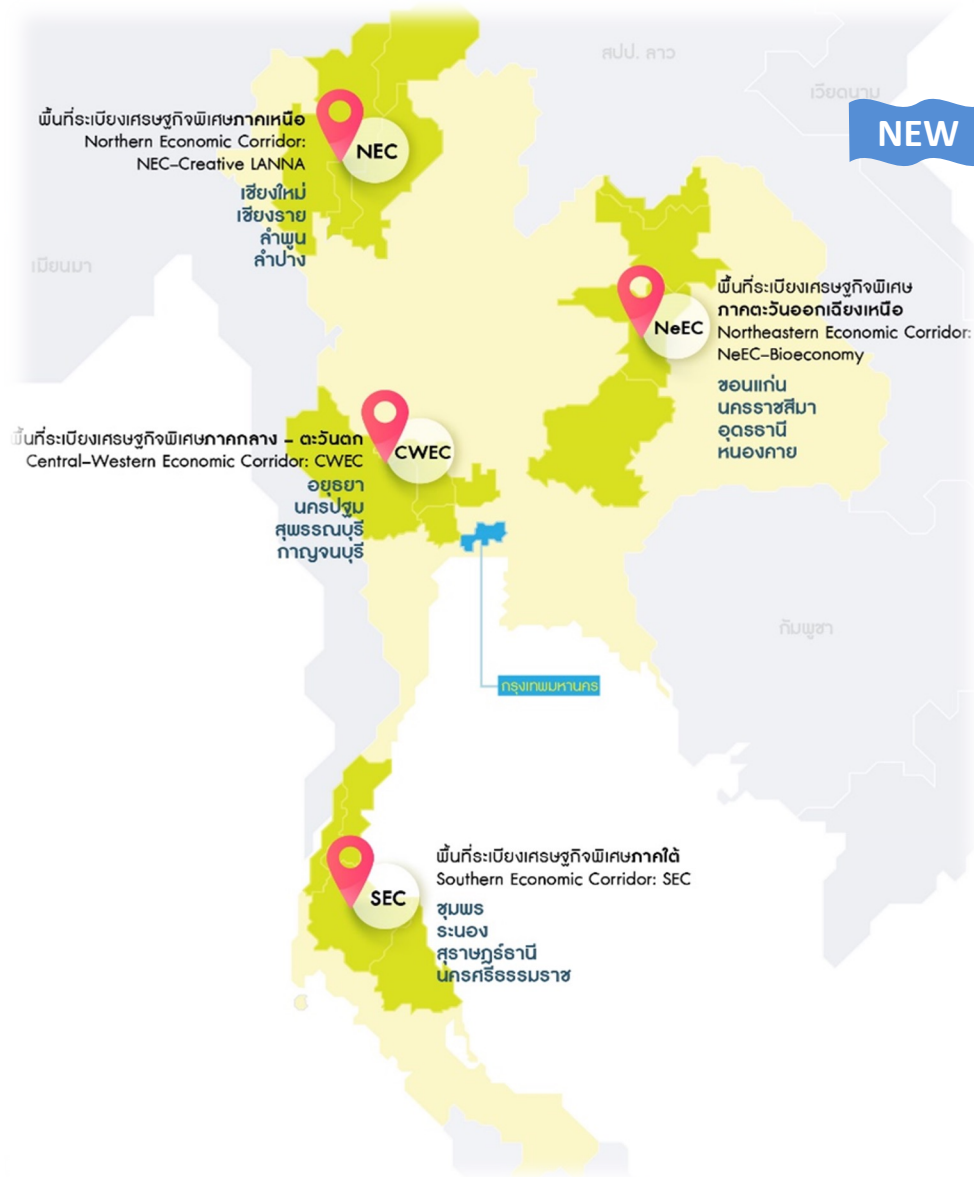 สปป. ลาว
เวียดนาม
NEW
พื้นที่ระเบียงเศรษฐกิจพิเศษภาคเหนือ
Northern Economic Corridor:
NEC-Creative LANNA
เชียงใหม่
เชียงราย
ลำพูน
ลำปาง
NEC
เมียนมา
พื้นที่ระเบียงเศรษฐกิจพิเศษ
ภาคตะวันออกเฉียงเหนือ
Northeastern Economic Corridor:
NeEC-Bioeconomy
ขอนแก่น
นครราชสีมา
อุดรธานี
หนองคาย
NeEC
พื้นที่ระเบียงเศรษฐกิจพิเศษภาคกลาง - ตะวันตก
Central-Western Economic Corridor: CWEC
อยุธยา
นครปฐม
สุพรรณบุรี
กาญจนบุรี
CWEC
กัมพูชา
กรุงเทพมหานคร
พื้นที่ระเบียงเศรษฐกิจพิเศษภาคใต้
Southern Economic Corridor: SEC
ชุมพร
ระนอง
สุราษฎร์ธานี
นครศรีธรรมราช
SEC